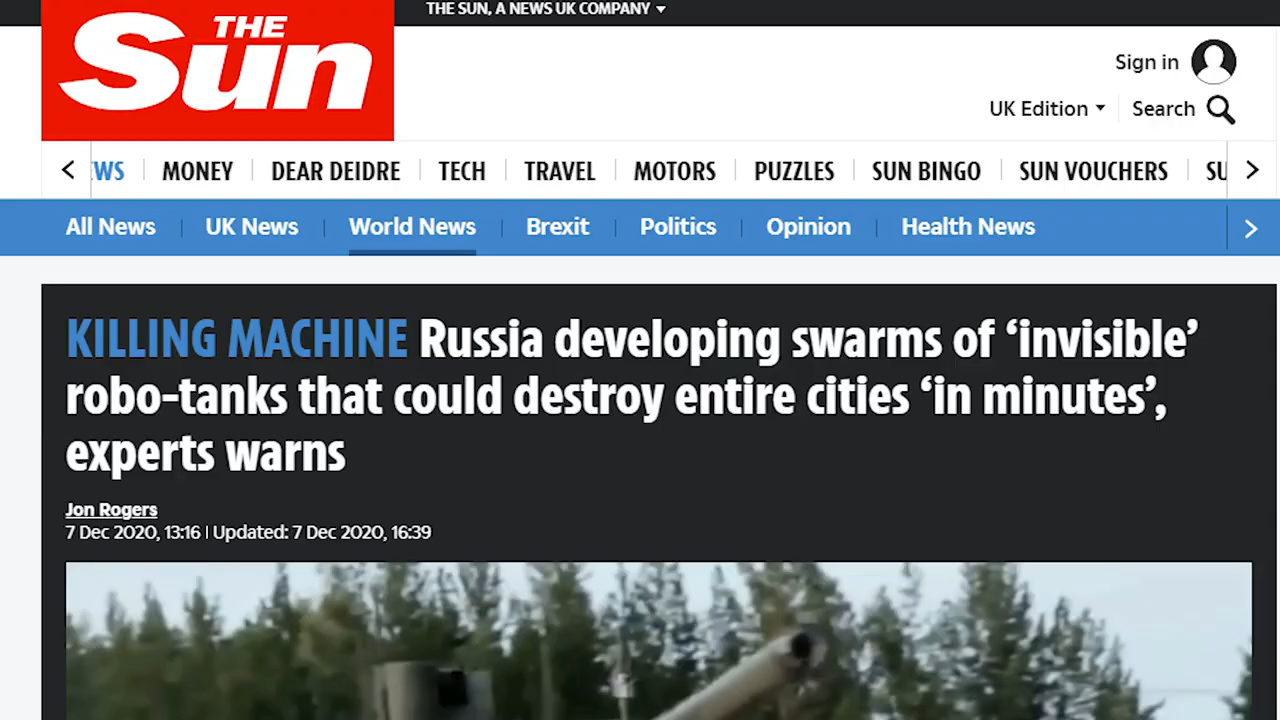 THE SUN, A NEWS UK COMPANY
THE
Sun
Sign in
UK Edition
Search
WS
MONEY
DEAR DEIDRE
TECH
TRAVEL
MOTORS
PUZZLES
SUN BINGO
SUN VOUCHERS
SU
All News
UK News
World News
Brexit
Politics
Opinion
Health News
KILLING MACHINE Russia developing swarms of ‘invisible’
robo-tanks that could destroy entire cities ‘in minutes’,
experts warns
Jon Rogers
7 Dec 2020, 13:16 | Updated: 7 Dec 2020, 16:39